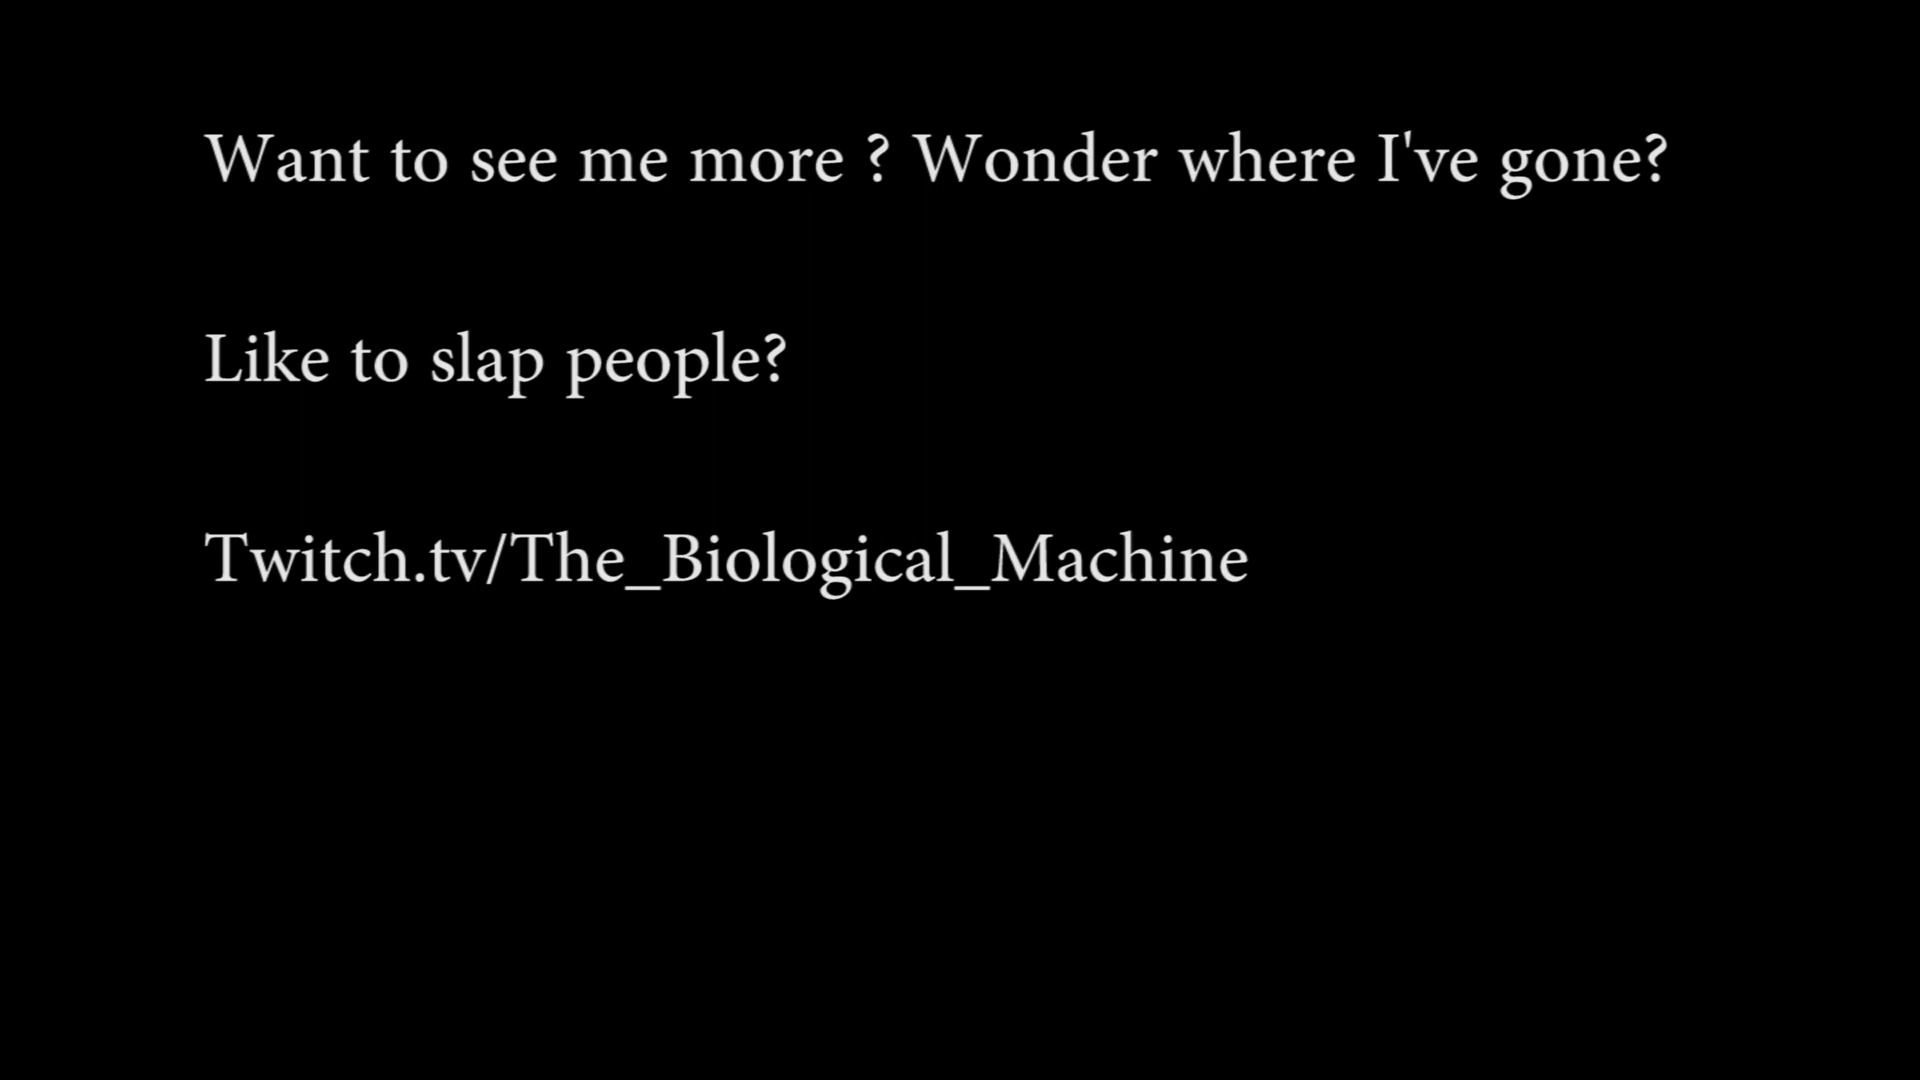 Want to see me more ? Wonder where I've gone?
Like to slap people?
Twitch.tv/The_Biological_Machine